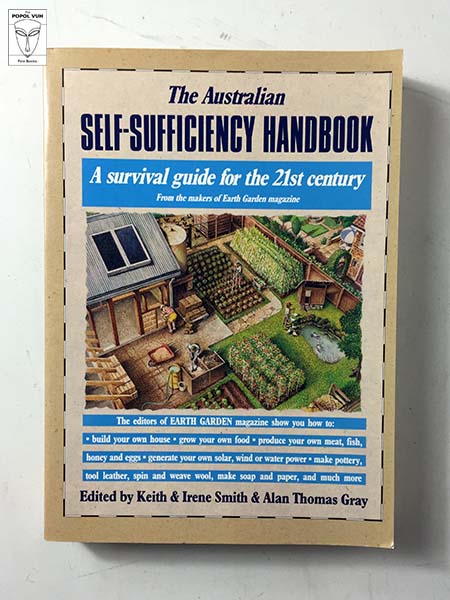 The
POPOL VUH
Fine Books
The Australian
SELF-SUFFICIENCY HANDBOOK
A survival guide for the 21st century
From the makers of Earth Garden magazine
The editors of EARTH GARDEN magazine show you how to:
• build your own house • grow your own food • produce your own meat, fish,
honey and eggs • generate your own solar, wind or water power • make pottery,
tool leather, spin and weave wool, make soap and paper, and much more
Edited by Keith & Irene Smith & Alan Thomas Gray